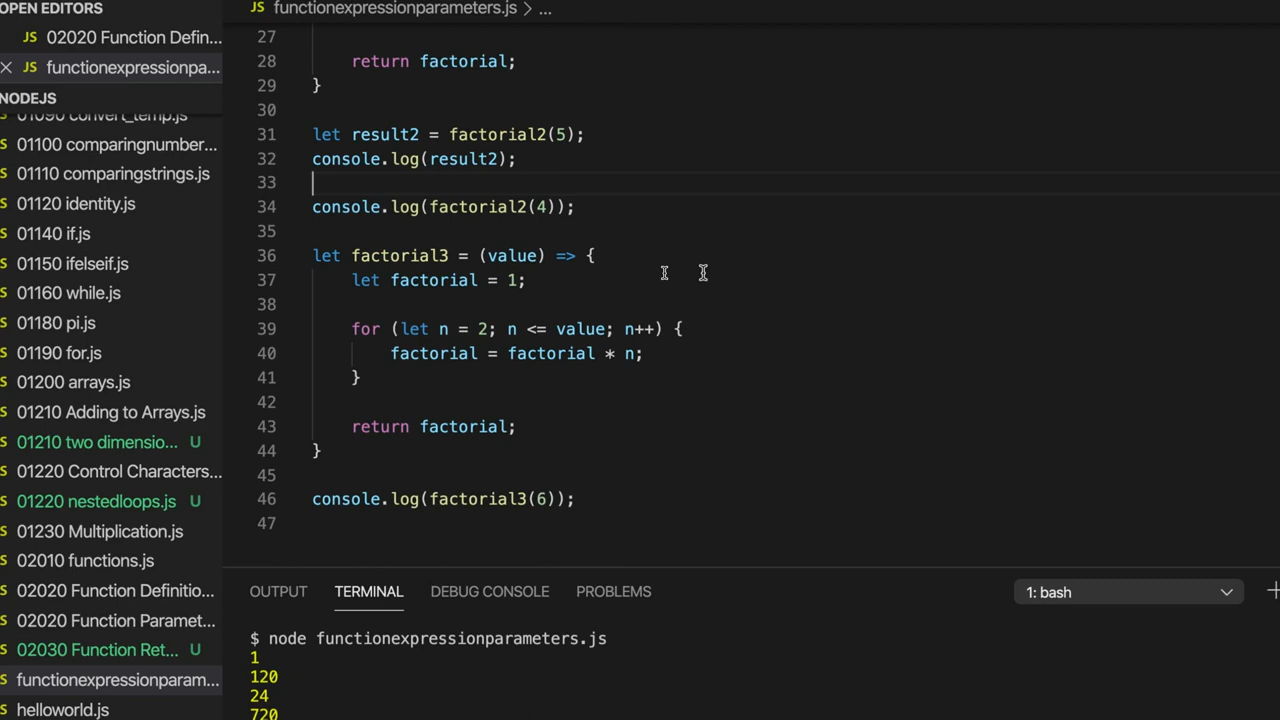 OPEN EDITORS
JS 02020 Function Defin...
JS functionexpressionpa...
NODEJS
01090 convert_temp.js
S 01100 comparingnumber...
S 01110 comparingstrings.js
S 01120 identity.js
S 01140 if.js
S 01150 ifelseif.js
S 01160 while.js
S 01180 pi.js
S 01190 for.js
S 01200 arrays.js
S 01210 Adding to Arrays.js
S 01210 two dimensio... U
S 01220 Control Characters...
S 01220 nestedloops.js U
S 01230 Multiplication.js
S 02010 functions.js
S 02020 Function Definitio...
S 02020 Function Paramet...
S 02030 Function Ret... U
S functionexpressionparam...
S helloworld.js
JS functionexpressionparameters.js > ...
27
28 return factorial;
29 }
30
31 let result2 = factorial2(5);
32 console.log(result2);
33
34 console.log(factorial2(4));
35
36 let factorial3 = (value) => {
37 let factorial = 1;
38
39 for (let n = 2; n <= value; n++) {
40 factorial = factorial * n;
41 }
42
43 return factorial;
44 }
45
46 console.log(factorial3(6));
47
OUTPUT TERMINAL DEBUG CONSOLE PROBLEMS 1: bash
$ node functionexpressionparameters.js
1
120
24
720